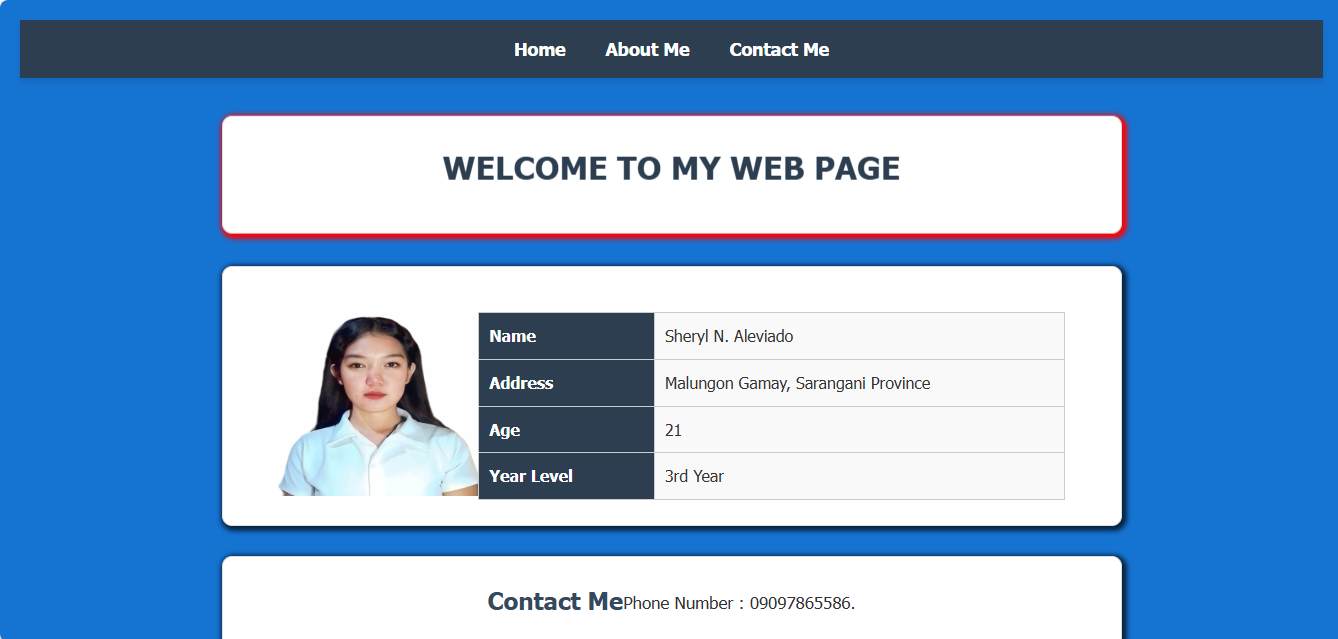 Home About Me Contact Me
WELCOME TO MY WEB PAGE
Name Sheryl N. Aleviado
Address Malungon Gamay, Sarangani Province
Age 21
Year Level 3rd Year
Contact MePhone Number : 09097865586.